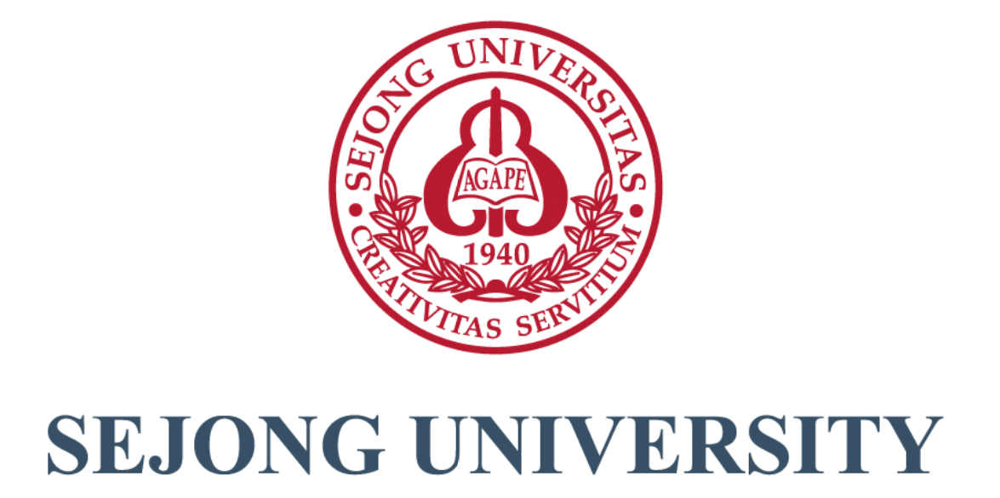 SEJONG UNIVERSITAS
AGAPE
1940
CREATIVITAS SERVITIUM
SEJONG UNIVERSITY